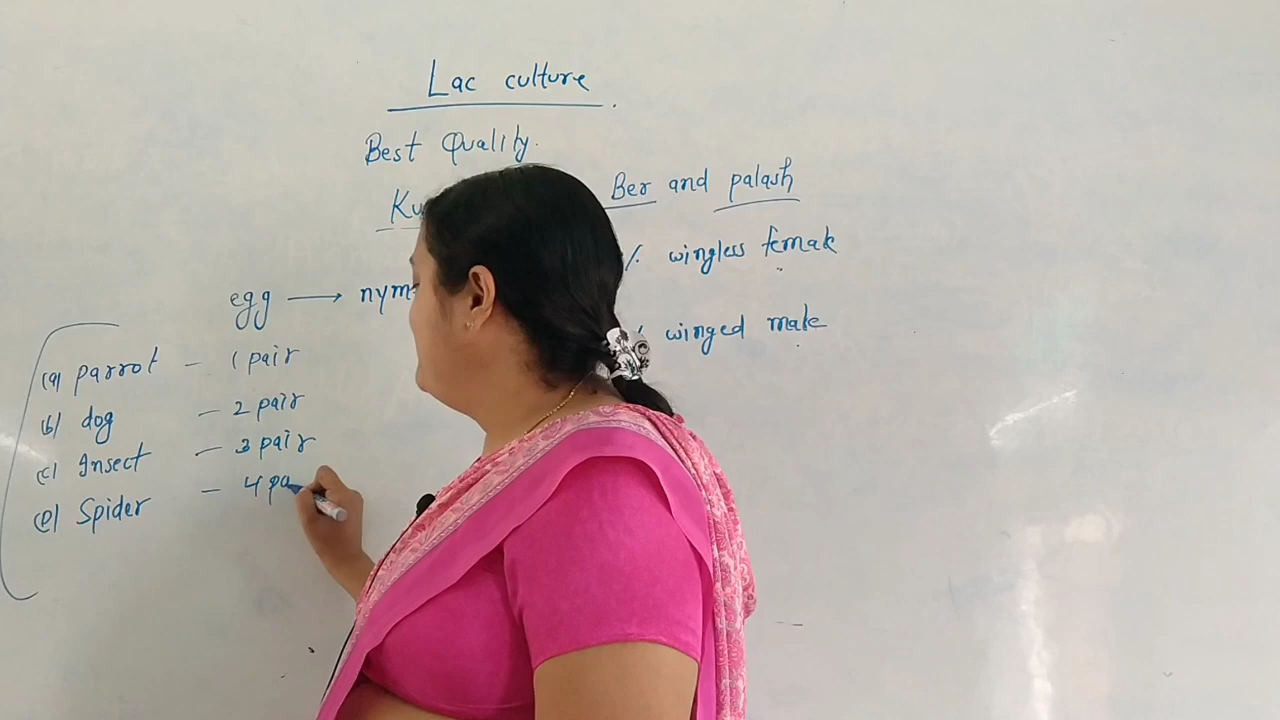 Lac culture
Best Quality.
Ku Ber and palash
% wingless female
egg → nym
winged male
(a) parrot - 1 pair
(b) dog - 2 pair
(c) Insect - 3 pair
(d) Spider - 4 pa